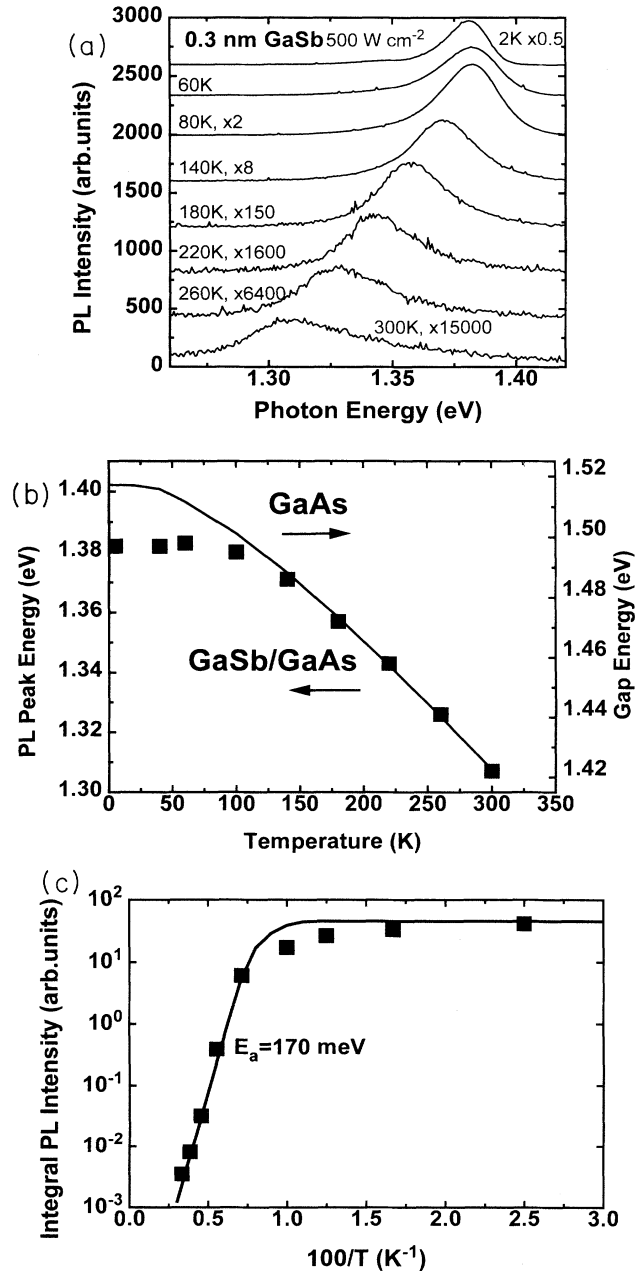 (a)
3000
0.3 nm GaSb 500 W cm-2
2K x0.5
2500
60K
80K, x2
2000
140K, x8
1500
180K, x150
1000
220K, x1600
500
260K, x6400
300K, x15000
0
PL Intensity (arb.units)
1.30 1.35 1.40
Photon Energy (eV)
(b)
1.40
1.38
1.36
1.34
1.32
1.30
PL Peak Energy (eV)
GaAs
GaSb/GaAs
1.52
1.50
1.48
1.46
1.44
1.42
Gap Energy (eV)
0 50 100 150 200 250 300 350
Temperature (K)
(c)
10^2
10^1
10^0
10^-1
10^-2
10^-3
Integral PL Intensity (arb.units)
Ea=170 meV
0.0 0.5 1.0 1.5 2.0 2.5 3.0
100/T (K-1)